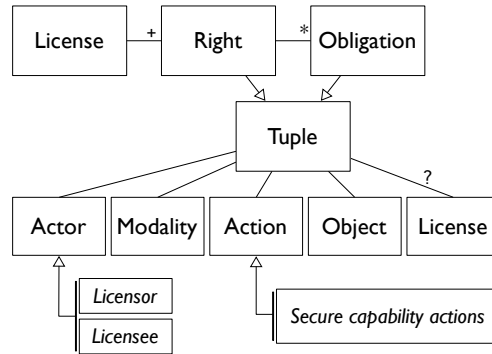 License + Right * Obligation
Tuple
?
Actor Modality Action Object License
Licensor
Licensee
Secure capability actions